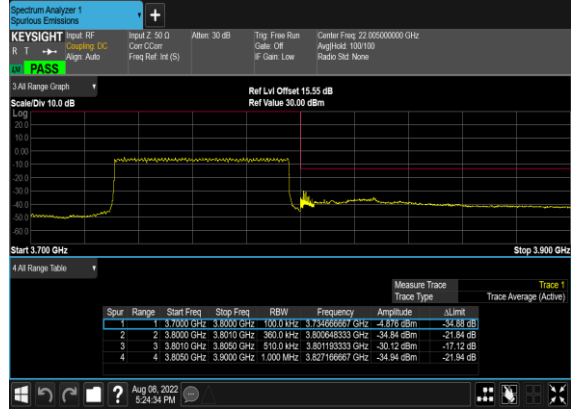 Spectrum Analyzer 1
Spurious Emissions
KEYSIGHT Input: RF Input Z: 50 Ω Atten: 30 dB Trig: Free Run Center Freq: 22.005000000 GHz
R T Coupling: DC Corr CCorr Gate: Off Avg|Hold: 100/100
Align: Auto Freq Ref: Int (S) IF Gain: Low Radio Std: None
LXI PASS
3 All Range Graph
Ref Lvl Offset 15.55 dB
Scale/Div 10.0 dB Ref Value 30.00 dBm
Log
20.0
10.0
0.00
-10.0
-20.0
-30.0
-40.0
-50.0
-60.0
Start 3.700 GHz Stop 3.900 GHz
4 All Range Table
Measure Trace Trace 1
Trace Type Trace Average (Active)
Spur Range Start Freq Stop Freq RBW Frequency Amplitude ΔLimit
1 1 3.7000 GHz 3.8000 GHz 100.0 kHz 3.734666667 GHz -4.876 dBm -34.88 dB
2 2 3.8000 GHz 3.8010 GHz 360.0 kHz 3.800648333 GHz -34.84 dBm -21.84 dB
3 3 3.8010 GHz 3.8050 GHz 510.0 kHz 3.801193333 GHz -30.12 dBm -17.12 dB
4 4 3.8050 GHz 3.9000 GHz 1.000 MHz 3.827166667 GHz -34.94 dBm -21.94 dB
? Aug 08, 2022
5:24:34 PM